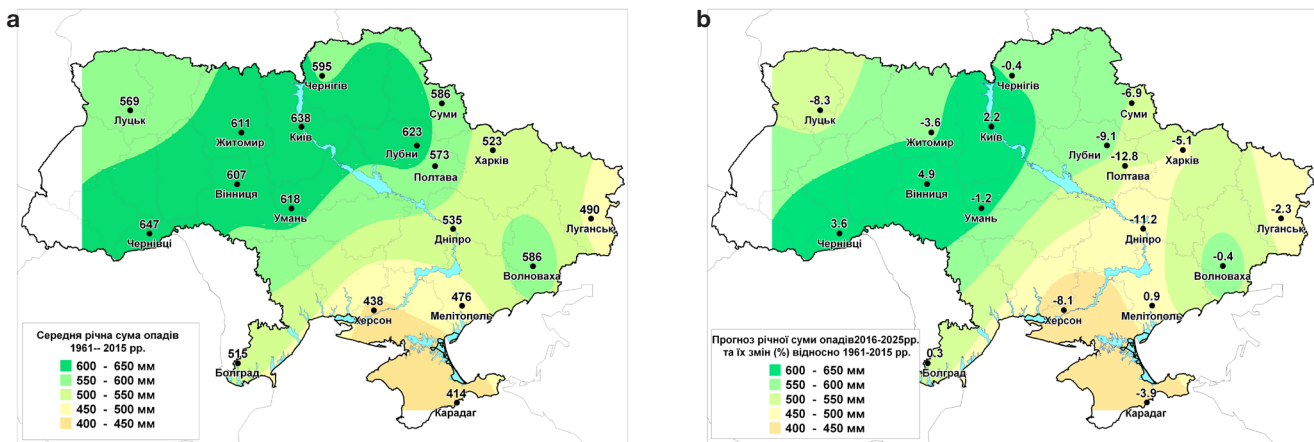 a
595
Чернігів
569
Луцьк
586
Суми
611
Житомир
638
Київ
623
Лубни
523
Харків
573
Полтава
607
Вінниця
618
Умань
647
Чернівці
535
Дніпро
490
Луганськ
586
Волноваха
438
Херсон
476
Мелітополь
515
Болград
414
Карадаг
Середня річна сума опадів
1961-- 2015 рр.
600 - 650 мм
550 - 600 мм
500 - 550 мм
450 - 500 мм
400 - 450 мм
b
-0.4
Чернігів
-8.3
Луцьк
-6.9
Суми
-3.6
Житомир
2.2
Київ
-9.1
Лубни
-5.1
Харків
-12.8
Полтава
4.9
Вінниця
-1.2
Умань
3.6
Чернівці
-11.2
Дніпро
-2.3
Луганськ
-0.4
Волноваха
-8.1
Херсон
0.9
Мелітополь
0.3
Болград
-3.9
Карадаг
Прогноз річної суми опадів2016-2025рр.
та їх змін (%) відносно 1961-2015 рр.
600 - 650 мм
550 - 600 мм
500 - 550 мм
450 - 500 мм
400 - 450 мм